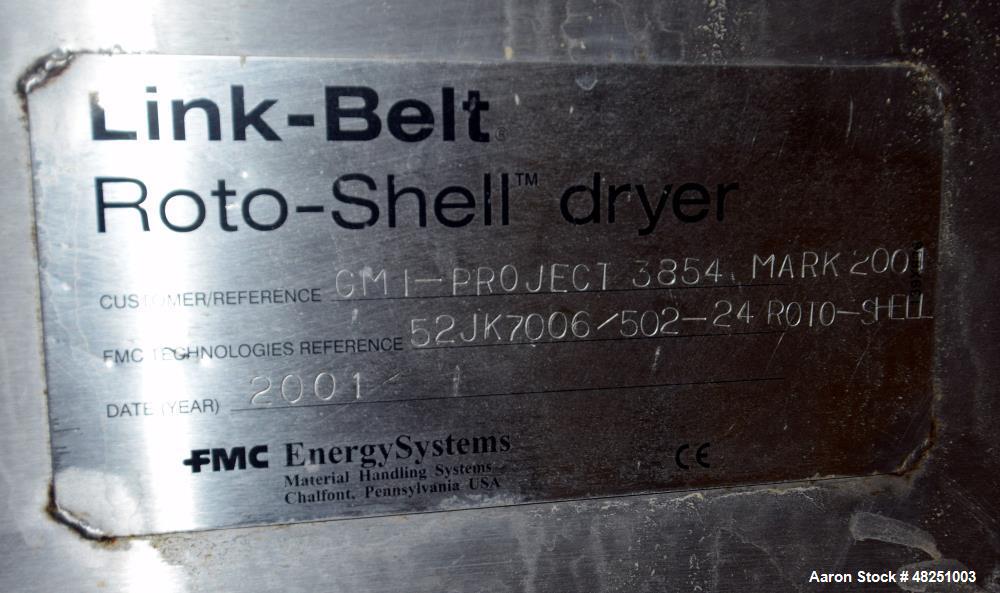 Link-Belt®
Roto-Shell™ dryer
CUSTOMER/REFERENCE GMI-PROJECT 3854, MARK 2001
FMC TECHNOLOGIES REFERENCE 52JK7006/502-24 ROTO-SHELL
DATE (YEAR) 2001
FMC EnergySystems
Material Handling Systems
Chalfont, Pennsylvania USA
CE
Aaron Stock # 48251003